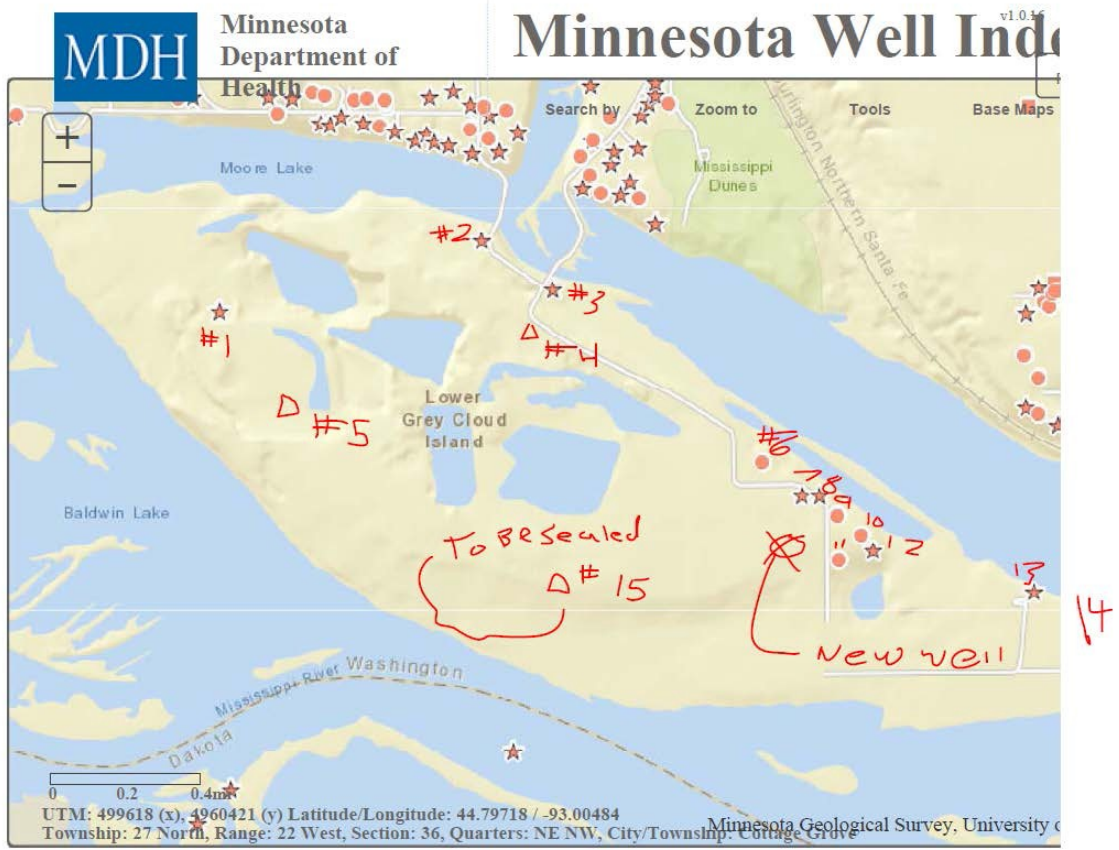 MDH
Minnesota
Department of
Health
Minnesota Well Inde
v1.0.16
+
−
Search by
Zoom to
Tools
Base Maps
Moore Lake
Mississippi
Dunes
urlington Northern Santa Fe
#2
#3
#1
#4
Lower
Grey Cloud
Island
#5
#6
7
8
9
10
11
12
Baldwin Lake
To Be sealed
#15
13
14
New well
Washington
Mississippi River
Dakota
0 0.2 0.4mi
UTM: 499618 (x), 4960421 (y) Latitude/Longitude: 44.79718 / -93.00484
Township: 27 North, Range: 22 West, Section: 36, Quarters: NE NW, City/Township: Cottage Grove
Minnesota Geological Survey, University o